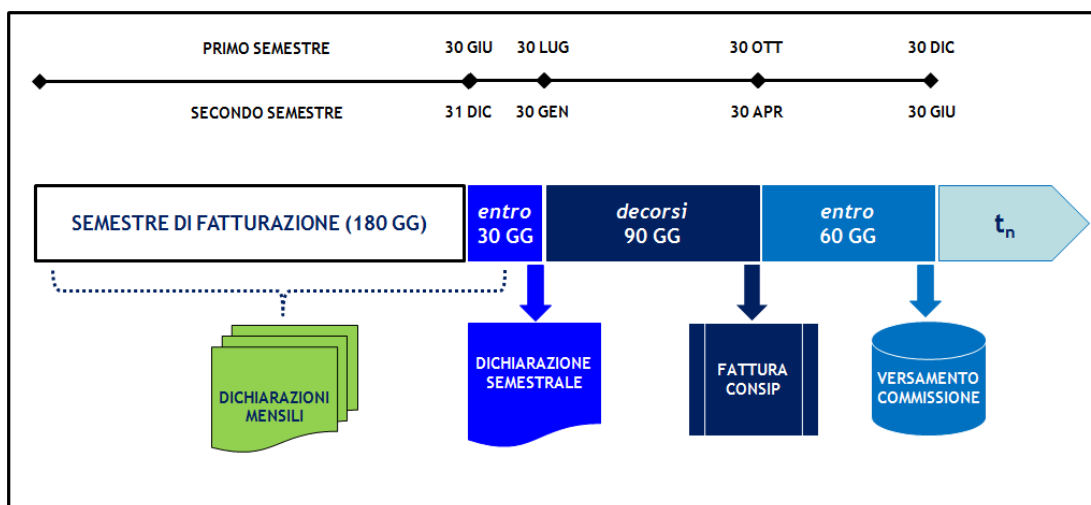 PRIMO SEMESTRE 30 GIU 30 LUG 30 OTT 30 DIC
SECONDO SEMESTRE 31 DIC 30 GEN 30 APR 30 GIU
SEMESTRE DI FATTURAZIONE (180 GG)
entro
30 GG
decorsi
90 GG
entro
60 GG
tn
DICHIARAZIONI
MENSILI
DICHIARAZIONE
SEMESTRALE
FATTURA
CONSIP
VERSAMENTO
COMMISSIONE